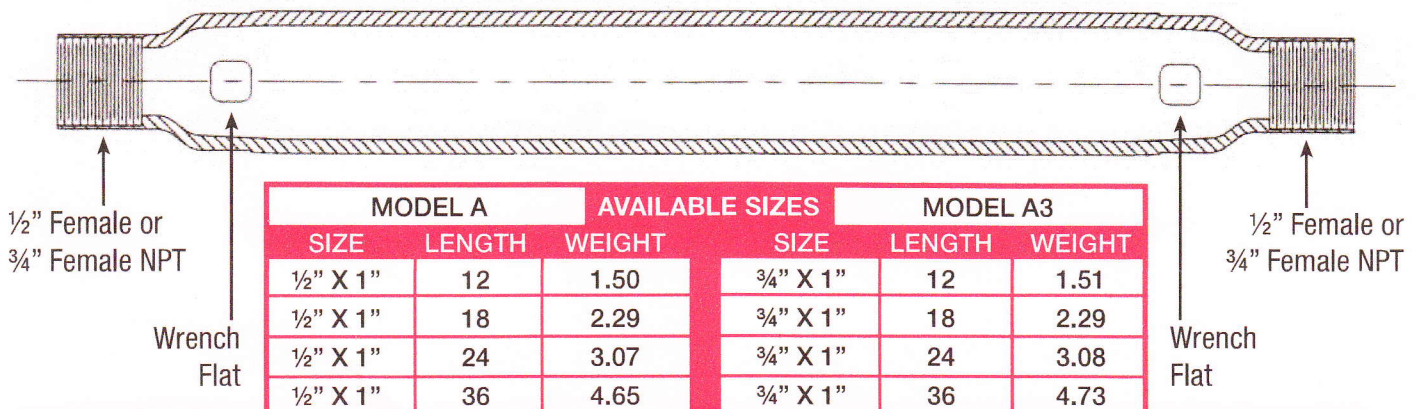 ½” Female or
¾” Female NPT
Wrench
Flat
MODEL A
AVAILABLE SIZES
MODEL A3
SIZE LENGTH WEIGHT SIZE LENGTH WEIGHT
½” X 1” 12 1.50 ¾” X 1” 12 1.51
½” X 1” 18 2.29 ¾” X 1” 18 2.29
½” X 1” 24 3.07 ¾” X 1” 24 3.08
½” X 1” 36 4.65 ¾” X 1” 36 4.73
½” Female or
¾” Female NPT
Wrench
Flat